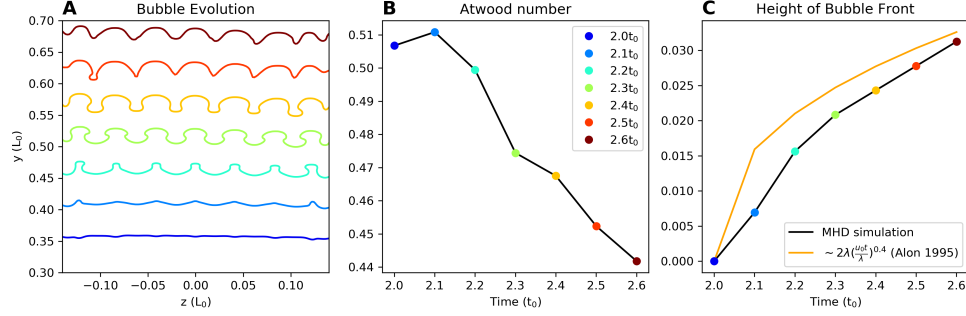 A
Bubble Evolution
0.70
0.65
0.60
0.55
0.50
0.45
0.40
0.35
0.30
y (L₀)
−0.10
−0.05
0.00
0.05
0.10
z (L₀)
B
Atwood number
0.51
0.50
0.49
0.48
0.47
0.46
0.45
0.44
2.0
2.1
2.2
2.3
2.4
2.5
2.6
Time (t₀)
2.0t₀
2.1t₀
2.2t₀
2.3t₀
2.4t₀
2.5t₀
2.6t₀
C
Height of Bubble Front
0.030
0.025
0.020
0.015
0.010
0.005
0.000
2.0
2.1
2.2
2.3
2.4
2.5
2.6
Time (t₀)
MHD simulation
~ 2λ(u₀t/λ)^0.4 (Alon 1995)